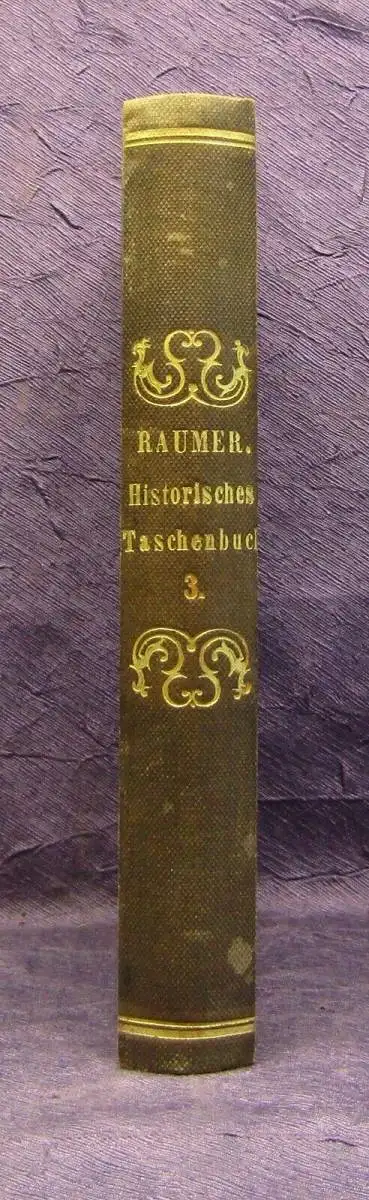 RAUMER.
Historisches
Taschenbuch
3.